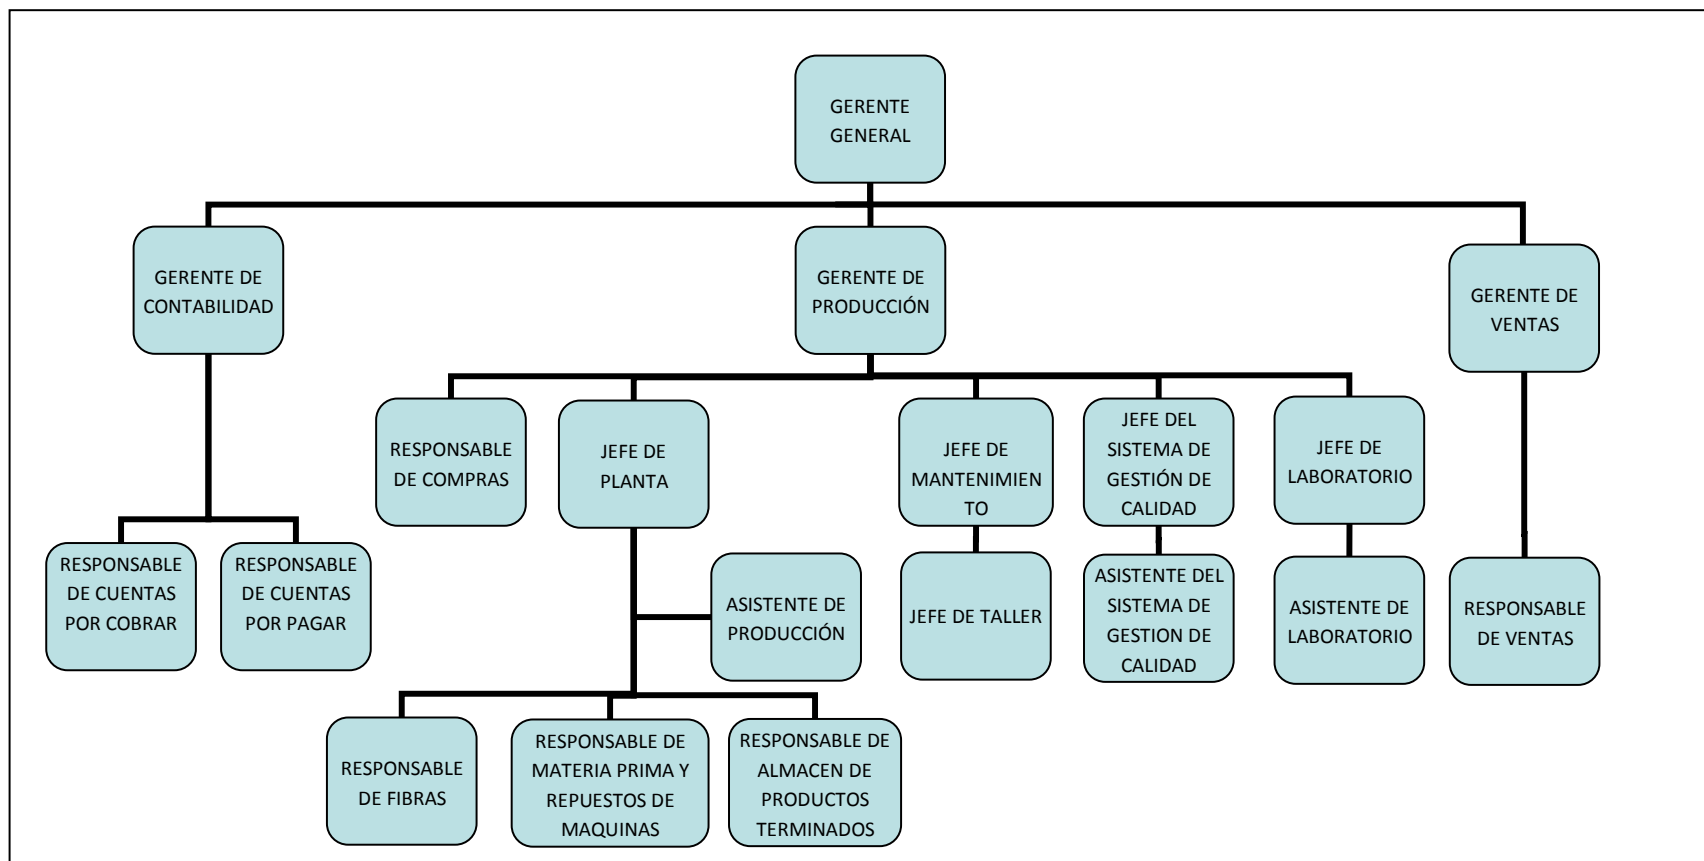 GERENTE
GENERAL
GERENTE DE
CONTABILIDAD
GERENTE DE
PRODUCCIÓN
GERENTE DE
VENTAS
RESPONSABLE
DE COMPRAS
JEFE DE
PLANTA
JEFE DE
MANTENIMIEN
TO
JEFE DEL
SISTEMA DE
GESTIÓN DE
CALIDAD
JEFE DE
LABORATORIO
RESPONSABLE
DE CUENTAS
POR COBRAR
RESPONSABLE
DE CUENTAS
POR PAGAR
ASISTENTE DE
PRODUCCIÓN
JEFE DE TALLER
ASISTENTE DEL
SISTEMA DE
GESTION DE
CALIDAD
ASISTENTE DE
LABORATORIO
RESPONSABLE
DE VENTAS
RESPONSABLE
DE FIBRAS
RESPONSABLE DE
MATERIA PRIMA Y
REPUESTOS DE
MAQUINAS
RESPONSABLE DE
ALMACEN DE
PRODUCTOS
TERMINADOS